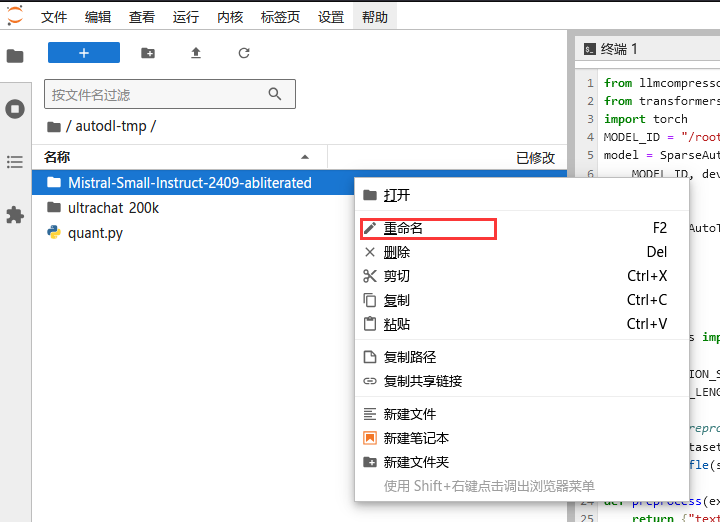 文件 编辑 查看 运行 内核 标签页 设置 帮助
+
按文件名过滤
/ autodl-tmp /
名称 已修改
Mistral-Small-Instruct-2409-abliterated
ultrachat_200k
quant.py
打开
重命名 F2
删除 Del
剪切 Ctrl+X
复制 Ctrl+C
粘贴 Ctrl+V
复制路径
复制共享链接
新建文件
新建笔记本
新建文件夹
使用 Shift+右键点击调出浏览器菜单
终端 1
1 from llmcompresso
2 from transformers
3 import torch
4 MODEL_ID = "/root
5 model = SparseAut
6 MODEL_ID, dev
AutoT
s imp
ION_S
_LENG
repro
taset
fle(s
24 def preprocess(ex
25 return {"text